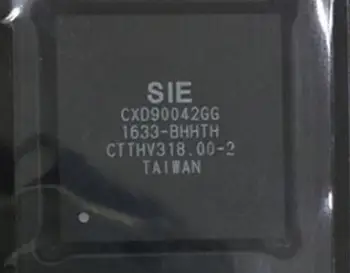 SIE
CXD90042GG
1633-BHHTH
CTTHV318.00-2
TAIWAN